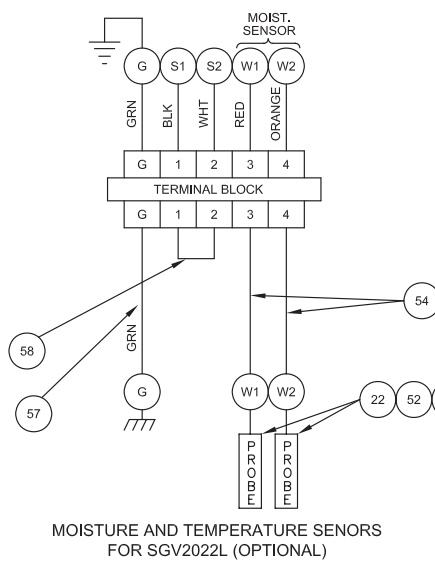 MOIST.
SENSOR
G S1 S2 W1 W2
GRN BLK WHT RED ORANGE
G 1 2 3 4
TERMINAL BLOCK
G 1 2 3 4
54
58
GRN
57
G W1 W2
22 52
PROBE PROBE
MOISTURE AND TEMPERATURE SENORS
FOR SGV2022L (OPTIONAL)